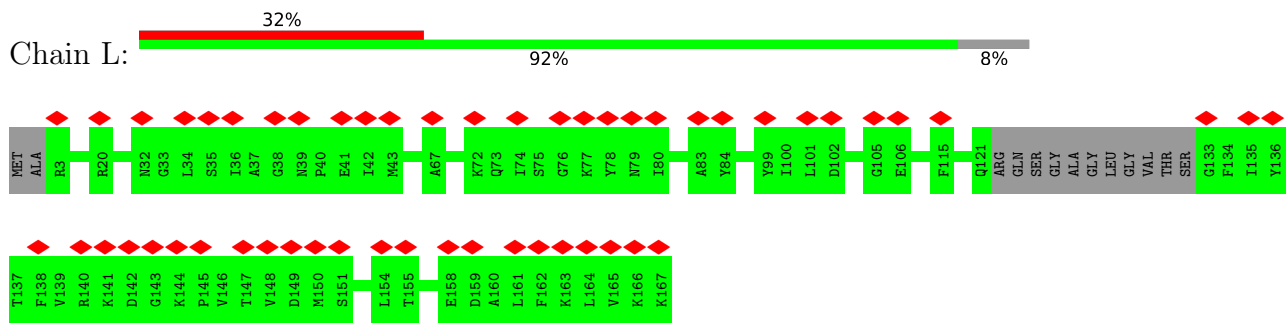 32%
Chain L:
92% 8%
MET ALA R3 R20 N32 G33 L34 S35 I36 A37 G38 N39 P40 E41 I42 M43 A67 K72 Q73 I74 S75 G76 K77 Y78 N79 I80 A83 Y84 Y99 I100 L101 D102 G105 E106 F115 Q121 ARG GLN SER GLY ALA GLY LEU GLY VAL THR SER G133 F134 I135 Y136
T137 F138 V139 R140 K141 D142 G143 K144 P145 V146 T147 V148 D149 M150 S151 L154 T155 E158 D159 A160 L161 F162 K163 L164 V165 K166 K167